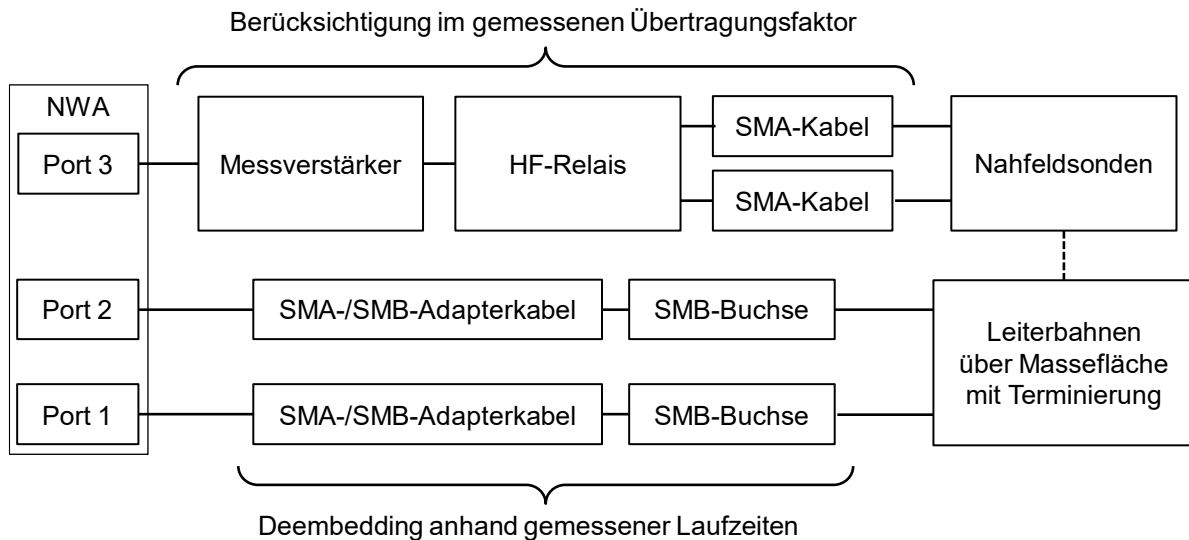 Berücksichtigung im gemessenen Übertragungsfaktor
NWA
Port 3
Messverstärker
HF-Relais
SMA-Kabel
SMA-Kabel
Nahfeldsonden
Port 2
SMA-/SMB-Adapterkabel
SMB-Buchse
Leiterbahnen
über Massefläche
mit Terminierung
Port 1
SMA-/SMB-Adapterkabel
SMB-Buchse
Deembedding anhand gemessener Laufzeiten